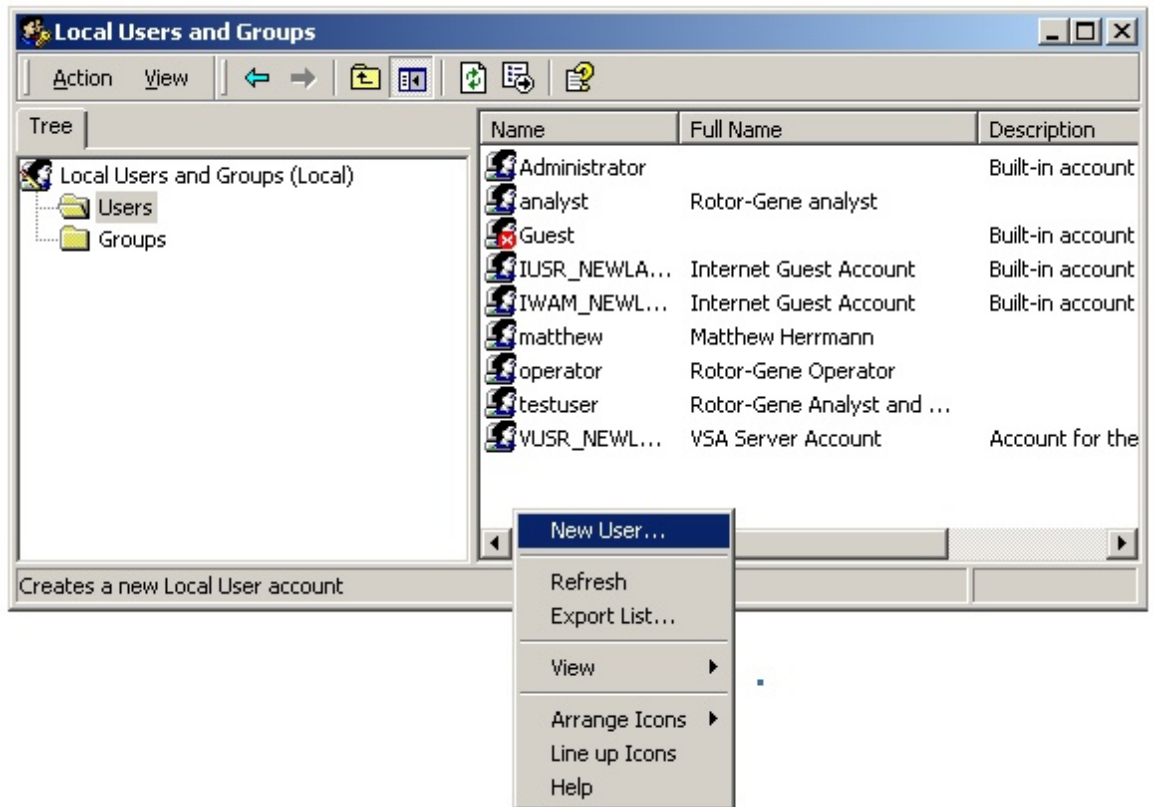 Local Users and Groups
Action View
Tree
Name Full Name Description
Local Users and Groups (Local)
Users
Groups
Administrator Built-in account
analyst Rotor-Gene analyst
Guest Built-in account
IUSR_NEWLA... Internet Guest Account Built-in account
IWAM_NEWL... Internet Guest Account Built-in account
matthew Matthew Herrmann
operator Rotor-Gene Operator
testuser Rotor-Gene Analyst and ...
VUSR_NEWL... VSA Server Account Account for the
New User...
Refresh
Export List...
View
Arrange Icons
Line up Icons
Help
Creates a new Local User account